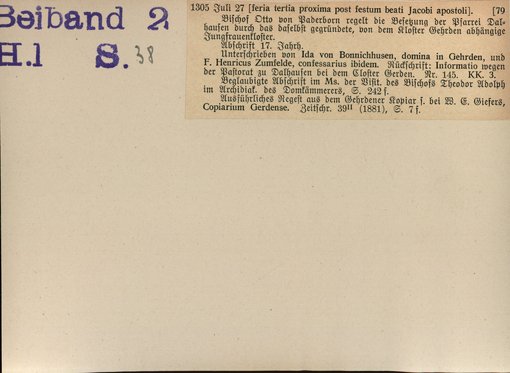 Beiband 2
H.1 S. 38
1305 Juli 27 [feria tertia proxima post festum beati Jacobi apostoli]. [79
Bischof Otto von Paderborn regelt die Besetzung der Pfarrei Dal-
hausen durch das daselbst gegründete, von dem Kloster Gehrden abhängige
Jungfrauenkloster.
Abschrift 17. Jahrh.
Unterschrieben von Ida von Bonnichhusen, domina in Gehrden, und
F. Henricus Zumfelde, confessarius ibidem. Rückschrift: Informatio wegen
der Pastorat zu Dalhausen bei dem Closter Gerden. Nr. 145. KK. 3.
Beglaubigte Abschrift im Ms. der Visit. des Bischofs Theodor Adolph
im Archidiak. des Domkämmerers, S. 242 f.
Ausführliches Regest aus dem Gehrdener Kopiar s. bei W. E. Giefers,
Copiarium Gerdense. Zeitschr. 39II (1881), S. 7 f.